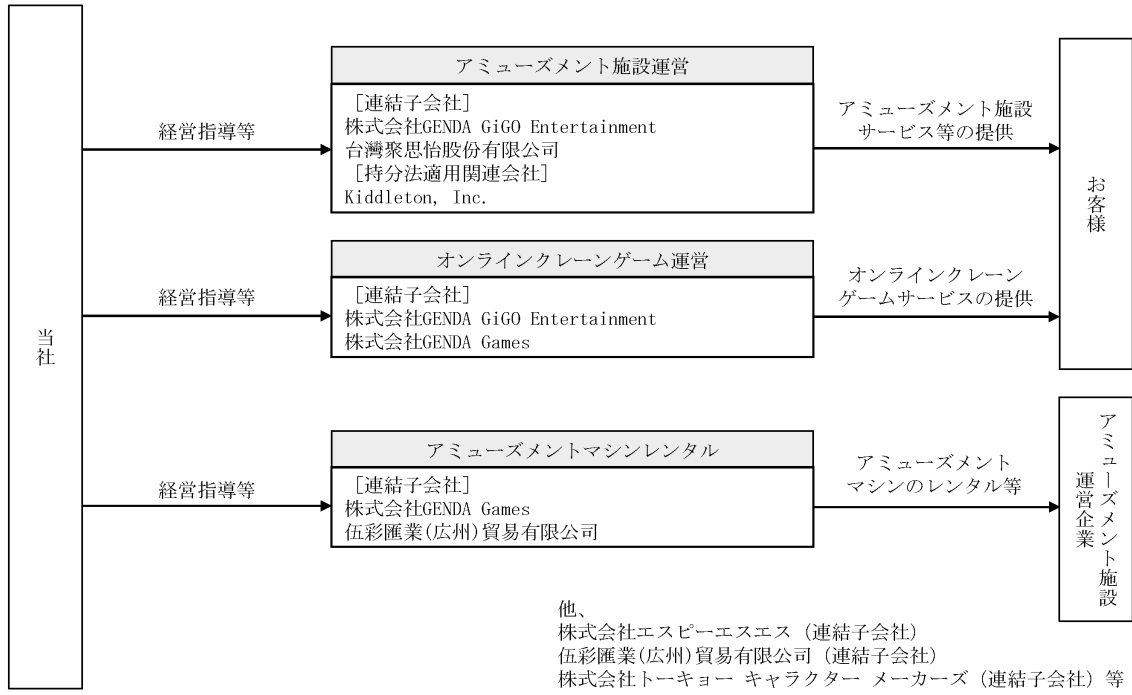 当社
経営指導等
アミューズメント施設運営
［連結子会社］
株式会社GENDA GiGO Entertainment
台灣聚思怡股份有限公司
［持分法適用関連会社］
Kiddleton, Inc.
アミューズメント施設
サービス等の提供
お客様
経営指導等
オンラインクレーンゲーム運営
［連結子会社］
株式会社GENDA GiGO Entertainment
株式会社GENDA Games
オンラインクレーン
ゲームサービスの提供
経営指導等
アミューズメントマシンレンタル
［連結子会社］
株式会社GENDA Games
伍彩匯業(広州)貿易有限公司
アミューズメント
マシンのレンタル等
アミューズメント施設
運営企業
他、
株式会社エスピーエスエス（連結子会社）
伍彩匯業(広州)貿易有限公司（連結子会社）
株式会社トーキョー キャラクター メーカーズ（連結子会社）等